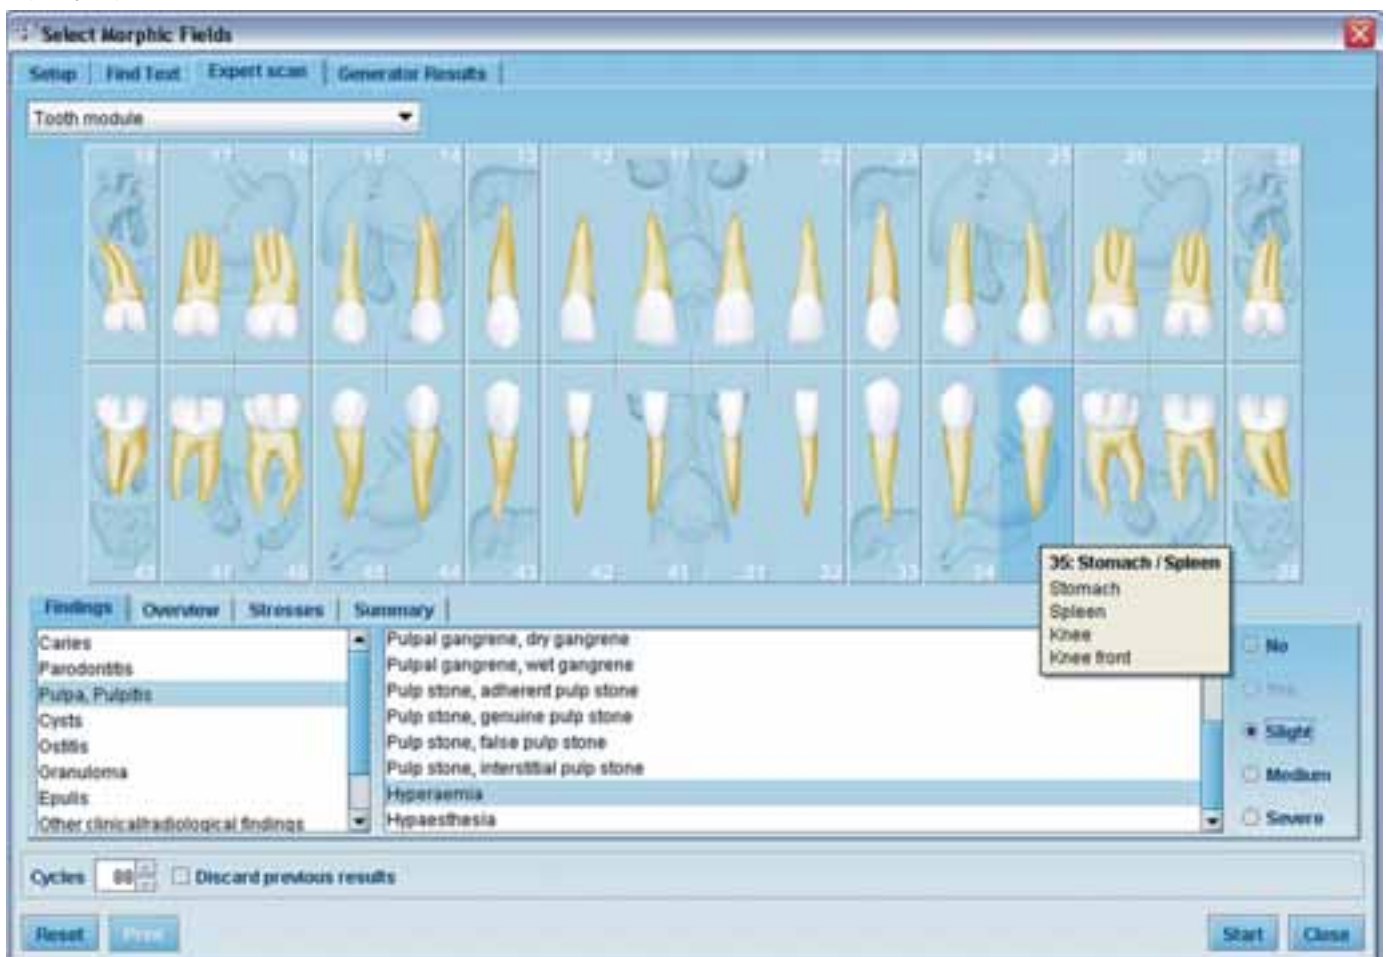 Select Morphic Fields
Setup Find Text Expert scan Generator Results
Tooth module
18 17 16 15 14 13 12 11 21 22 23 24 25 26 27 28
48 47 46 45 44 43 42 41 31 32 33 34 38
35: Stomach / Spleen
Stomach
Spleen
Knee
Knee front
Findings Overview Stresses Summary
Caries
Parodontitis
Pulpa, Pulpitis
Cysts
Ostitis
Granuloma
Epulis
Other clinical/radiological findings
Pulpal gangrene, dry gangrene
Pulpal gangrene, wet gangrene
Pulp stone, adherent pulp stone
Pulp stone, genuine pulp stone
Pulp stone, false pulp stone
Pulp stone, interstitial pulp stone
Hyperaemia
Hypaesthesia
No
Slight
Medium
Severe
Cycles Discard previous results
Reset Print Start Close